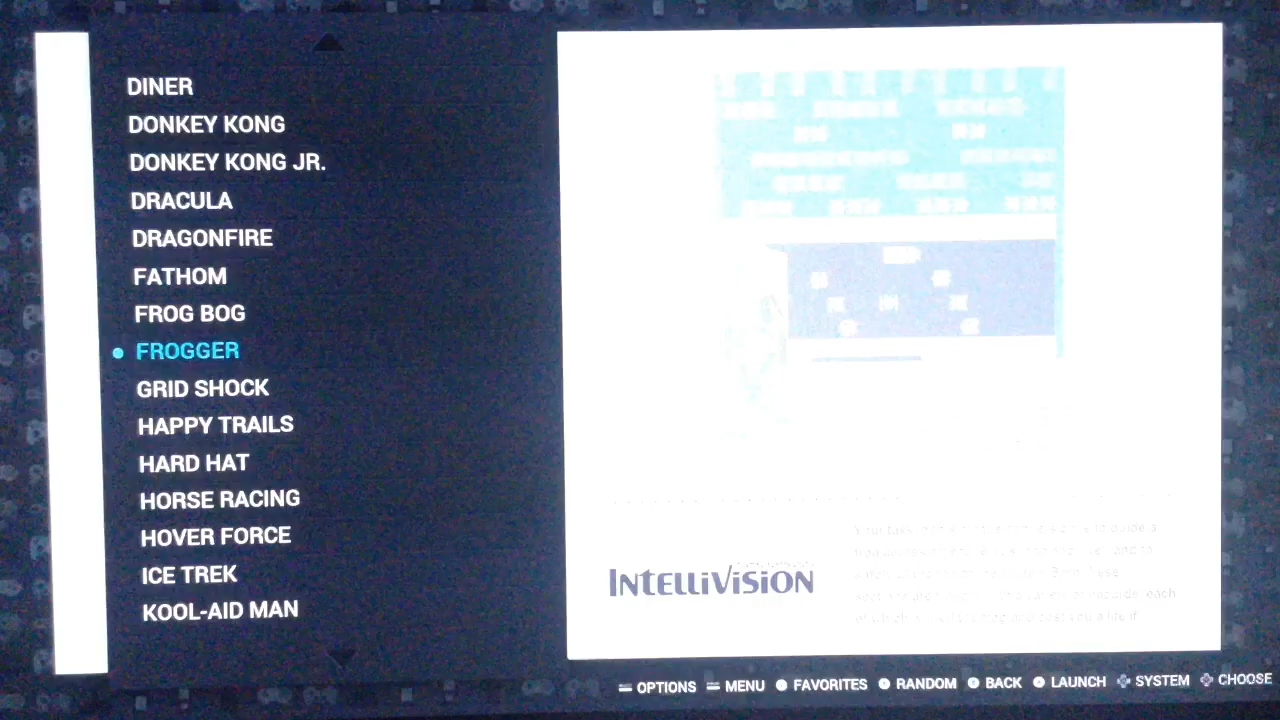 DINER
DONKEY KONG
DONKEY KONG JR.
DRACULA
DRAGONFIRE
FATHOM
FROG BOG
FROGGER
GRID SHOCK
HAPPY TRAILS
HARD HAT
HORSE RACING
HOVER FORCE
ICE TREK
KOOL-AID MAN
INTELLIVISION
OPTIONS MENU FAVORITES RANDOM BACK LAUNCH SYSTEM CHOOSE